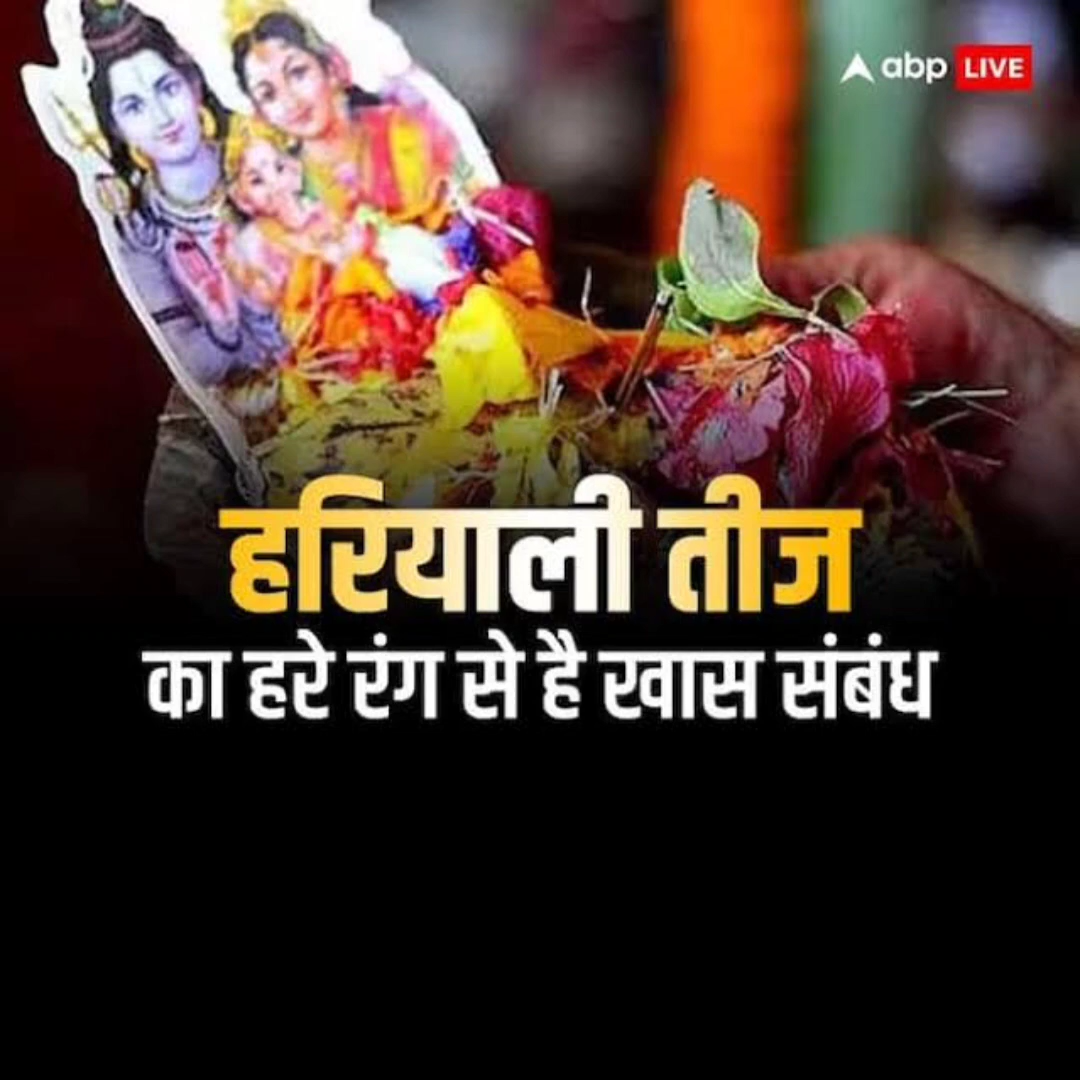 abp LIVE
हरियाली तीज
का हरे रंग से है खास संबंध